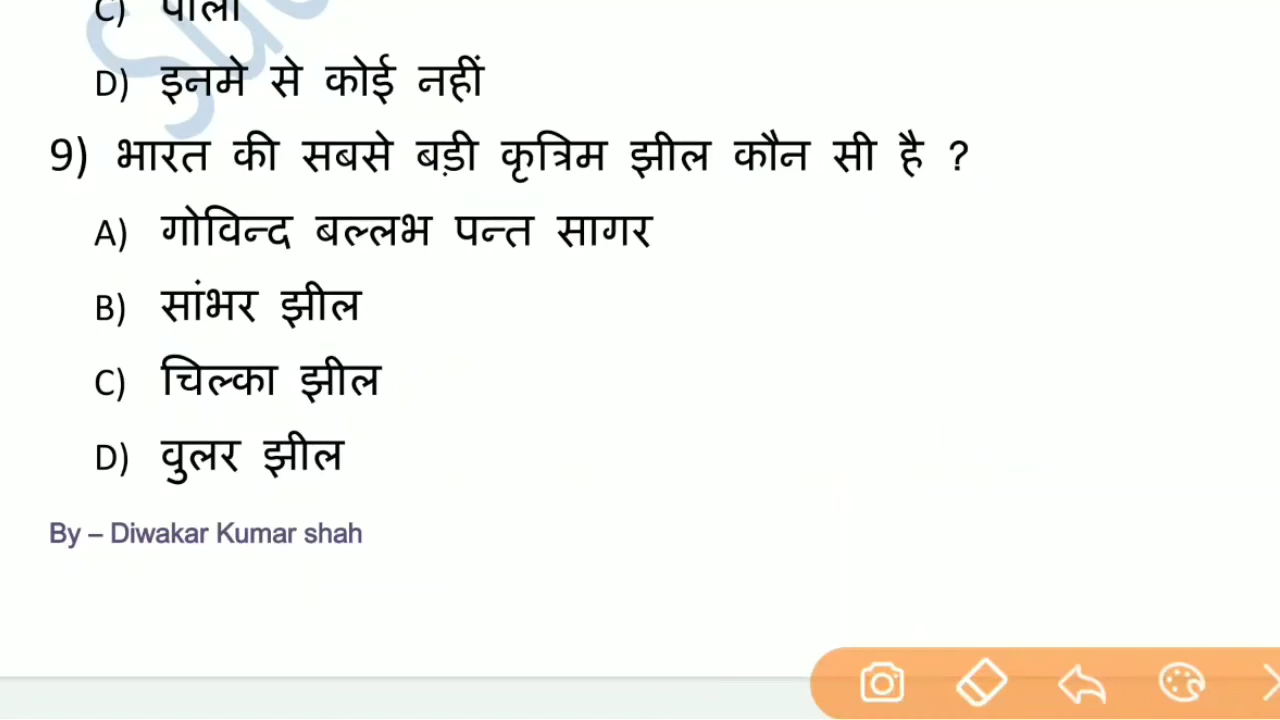 C) पीला
D) इनमे से कोई नहीं
9) भारत की सबसे बड़ी कृत्रिम झील कौन सी है ?
A) गोविन्द बल्लभ पन्त सागर
B) सांभर झील
C) चिल्का झील
D) वुलर झील
By – Diwakar Kumar shah